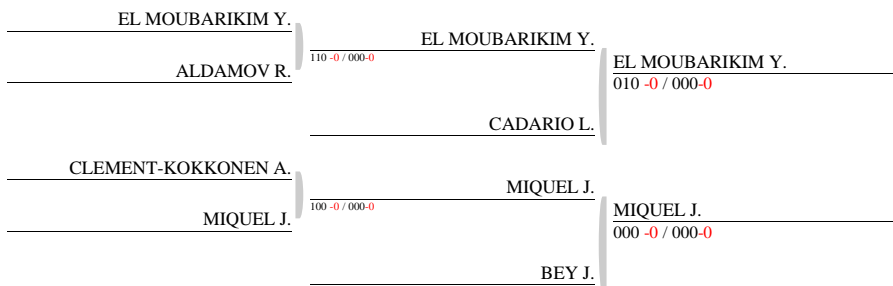 EL MOUBARIKIM Y.
ALDAMOV R.
EL MOUBARIKIM Y.
110 -0 / 000-0
CADARIO L.
EL MOUBARIKIM Y.
010 -0 / 000-0
CLEMENT-KOKKONEN A.
MIQUEL J.
MIQUEL J.
100 -0 / 000-0
BEY J.
MIQUEL J.
000 -0 / 000-0